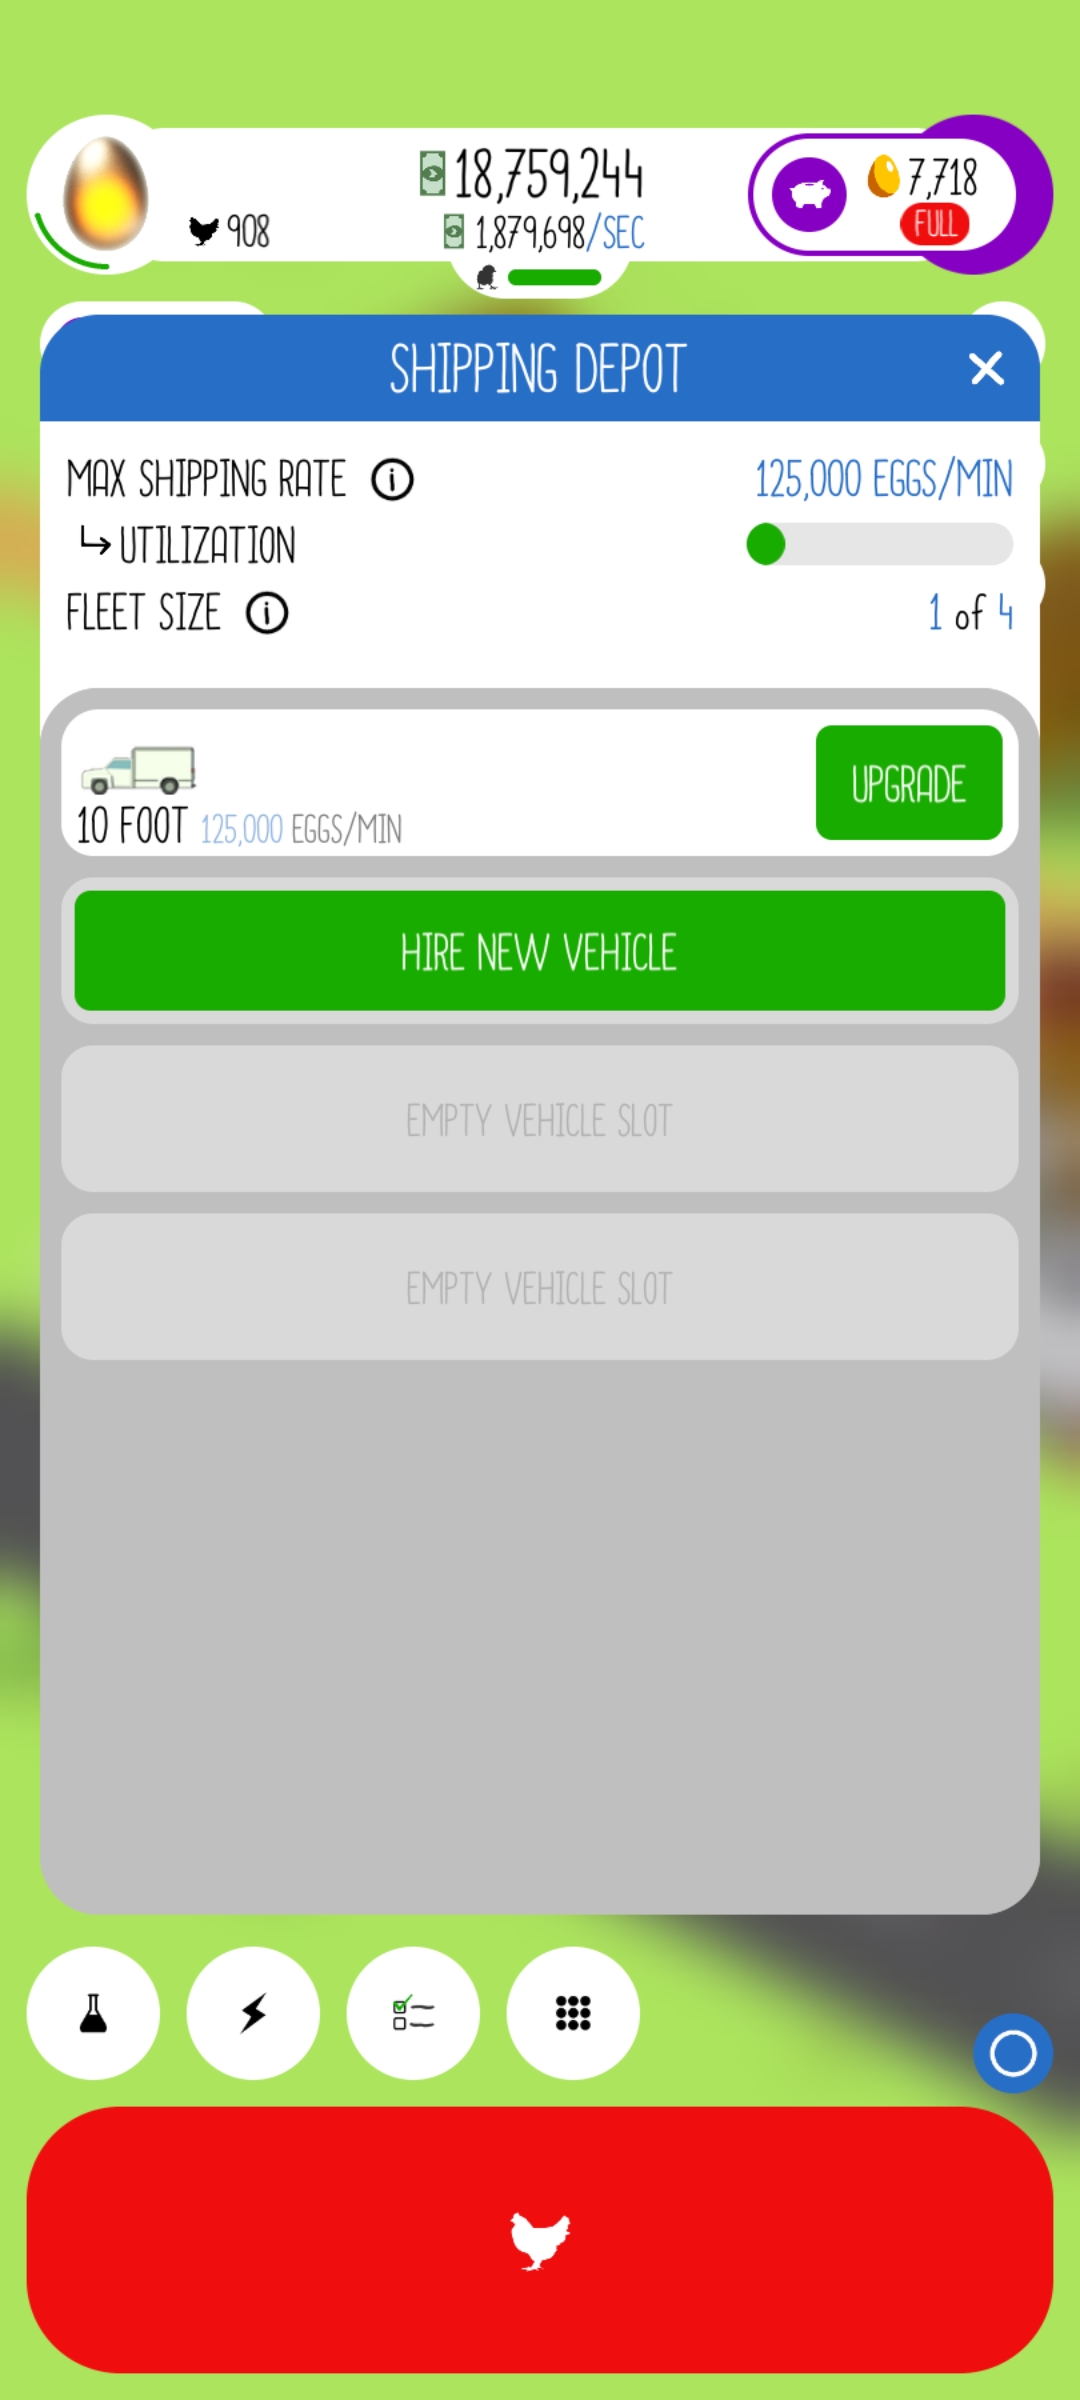 18,759,244
7,718
908
1,879,698/SEC
FULL
SHIPPING DEPOT
MAX SHIPPING RATE
125,000 EGGS/MIN
UTILIZATION
FLEET SIZE
1 of 4
10 FOOT 125,000 EGGS/MIN
UPGRADE
HIRE NEW VEHICLE
EMPTY VEHICLE SLOT
EMPTY VEHICLE SLOT